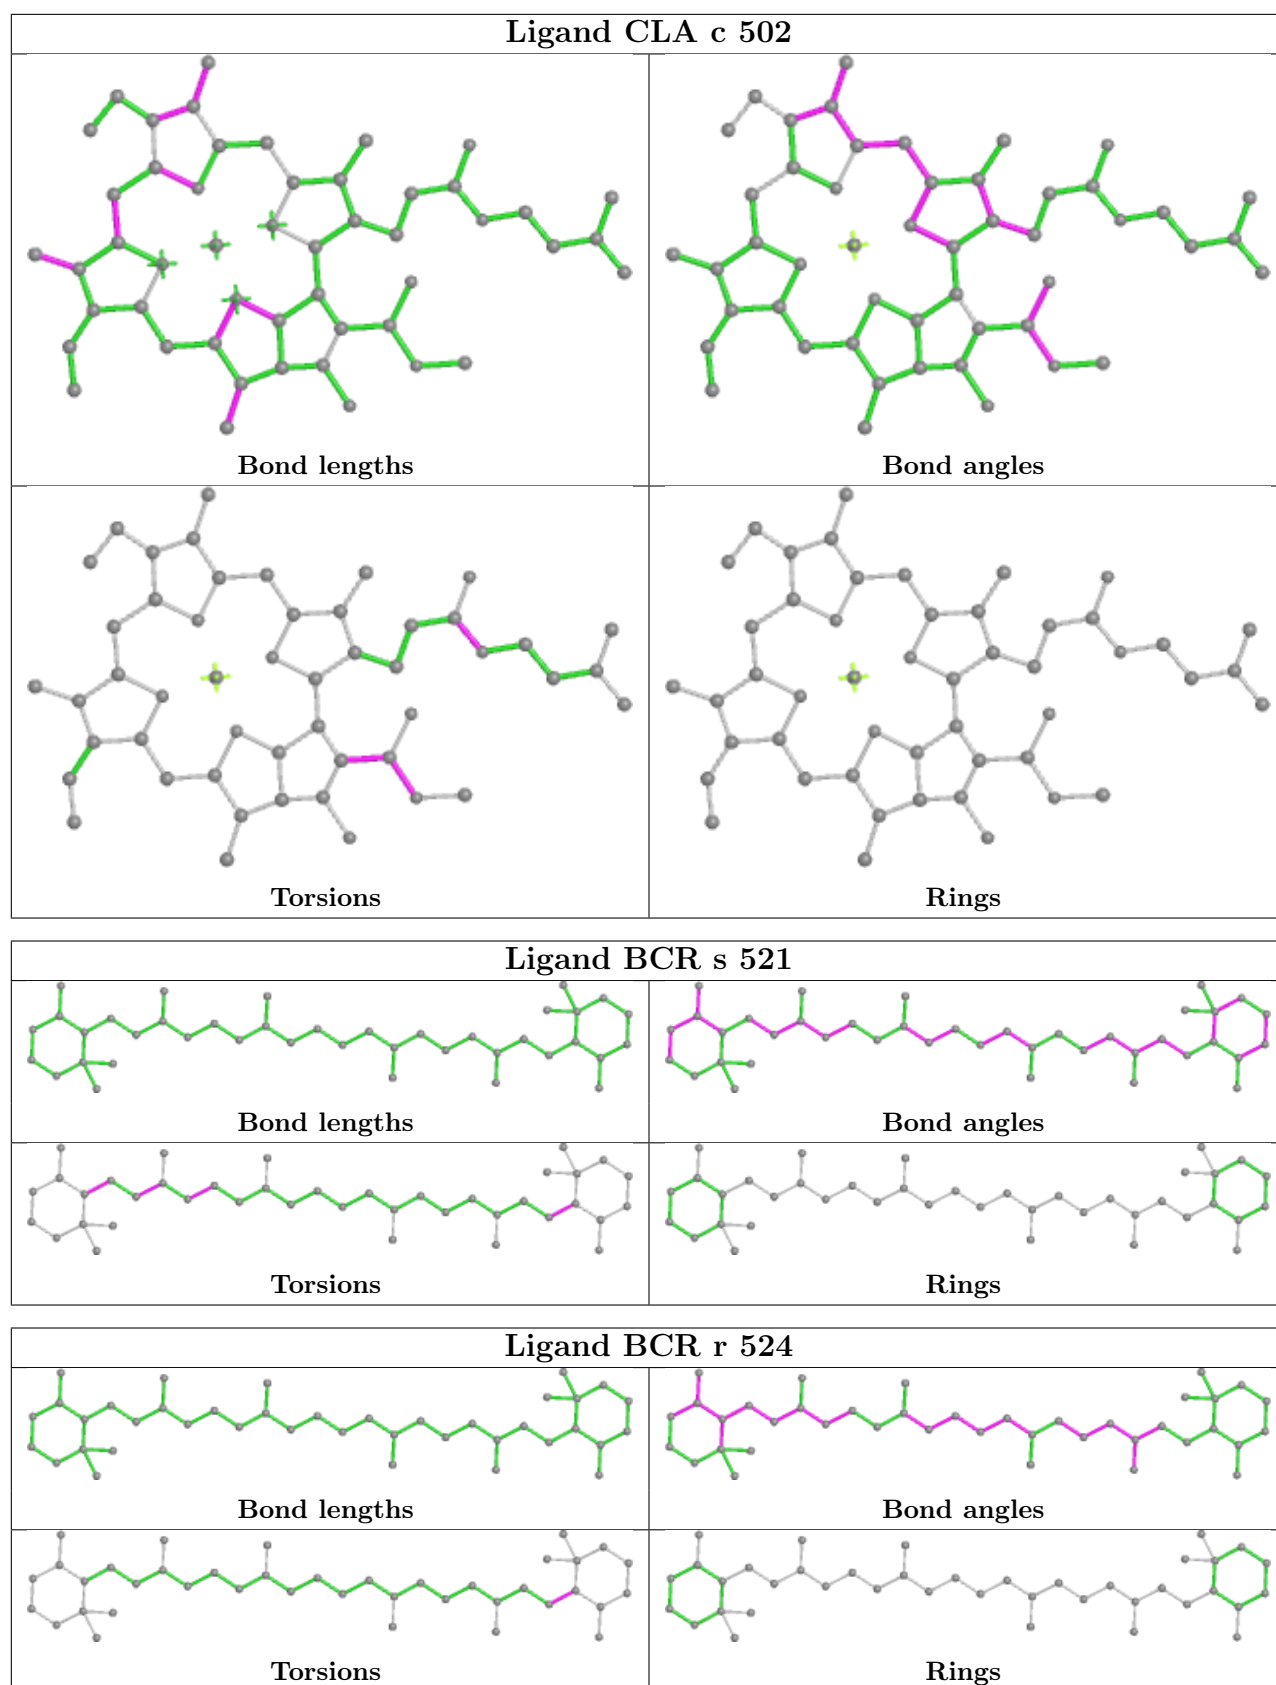 Ligand CLA c 502
Bond lengths
Bond angles
Torsions
Rings
Ligand BCR s 521
Bond lengths
Bond angles
Torsions
Rings
Ligand BCR r 524
Bond lengths
Bond angles
Torsions
Rings